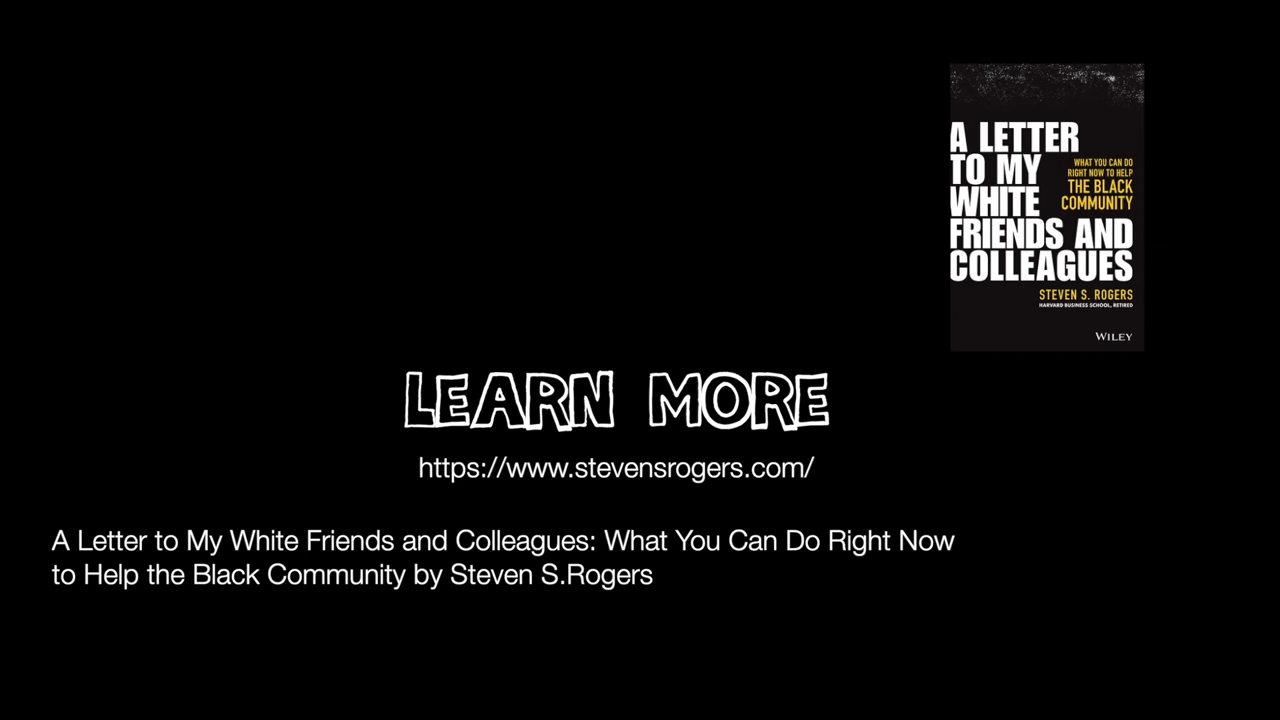 A LETTER
TO MY
WHITE
FRIENDS AND
COLLEAGUES
WHAT YOU CAN DO
RIGHT NOW TO HELP
THE BLACK
COMMUNITY
STEVEN S. ROGERS
HARVARD BUSINESS SCHOOL, RETIRED
WILEY
LEARN MORE
https://www.stevensrogers.com/
A Letter to My White Friends and Colleagues: What You Can Do Right Now
to Help the Black Community by Steven S.Rogers